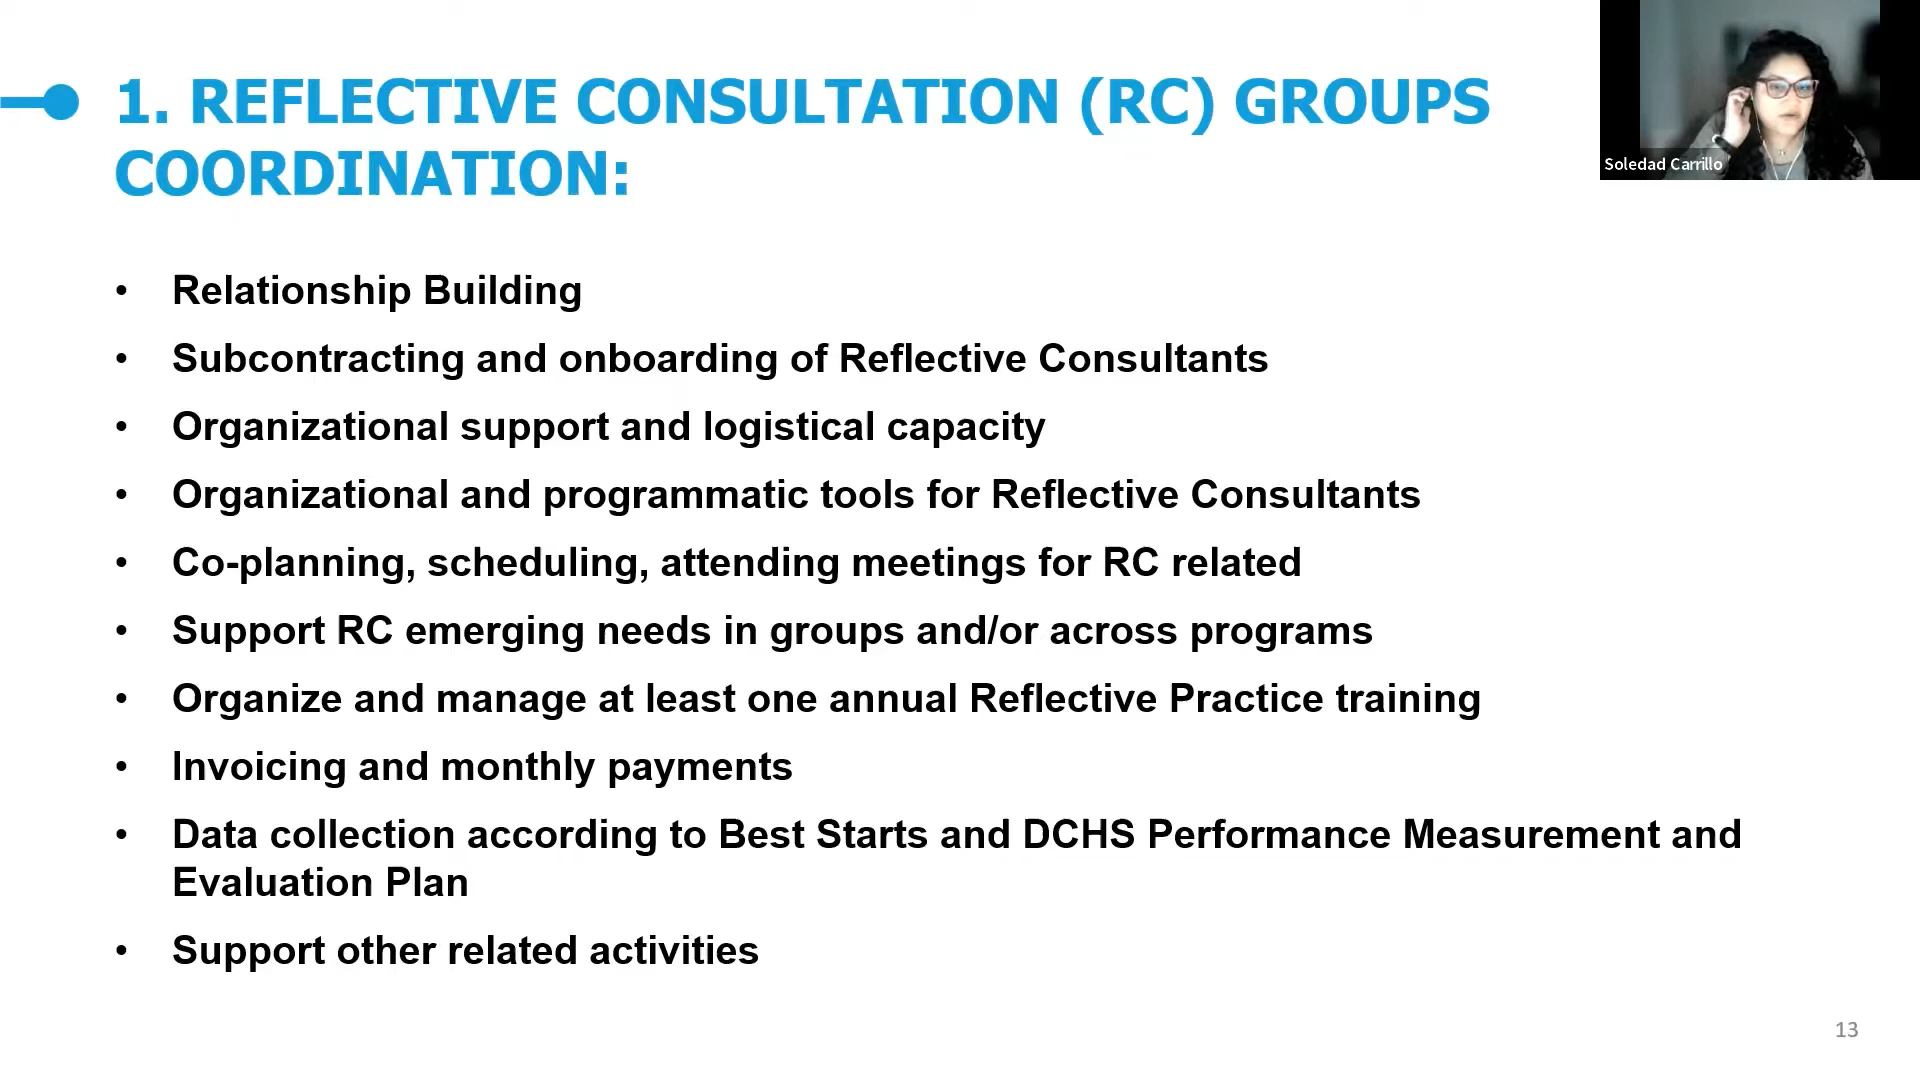 1. REFLECTIVE CONSULTATION (RC) GROUPS
COORDINATION:
Soledad Carrillo
• Relationship Building
• Subcontracting and onboarding of Reflective Consultants
• Organizational support and logistical capacity
• Organizational and programmatic tools for Reflective Consultants
• Co-planning, scheduling, attending meetings for RC related
• Support RC emerging needs in groups and/or across programs
• Organize and manage at least one annual Reflective Practice training
• Invoicing and monthly payments
• Data collection according to Best Starts and DCHS Performance Measurement and
Evaluation Plan
• Support other related activities
13